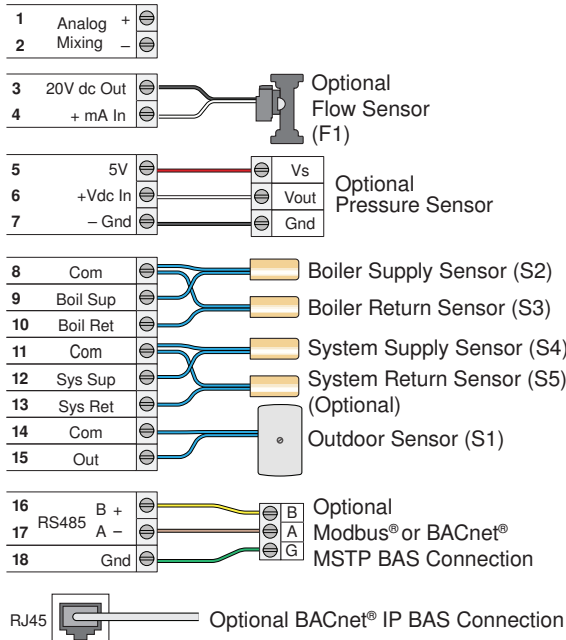 1 Analog +
2 Mixing –
3 20V dc Out
4 + mA In
Optional
Flow Sensor
(F1)
5 5V Vs
6 +Vdc In Vout
7 – Gnd Gnd
Optional
Pressure Sensor
8 Com
9 Boil Sup
10 Boil Ret
11 Com
12 Sys Sup
13 Sys Ret
14 Com
15 Out
Boiler Supply Sensor (S2)
Boiler Return Sensor (S3)
System Supply Sensor (S4)
System Return Sensor (S5)
(Optional)
Outdoor Sensor (S1)
16 B +
RS485
17 A –
18 Gnd
B
A
G
Optional
Modbus® or BACnet®
MSTP BAS Connection
RJ45
Optional BACnet® IP BAS Connection